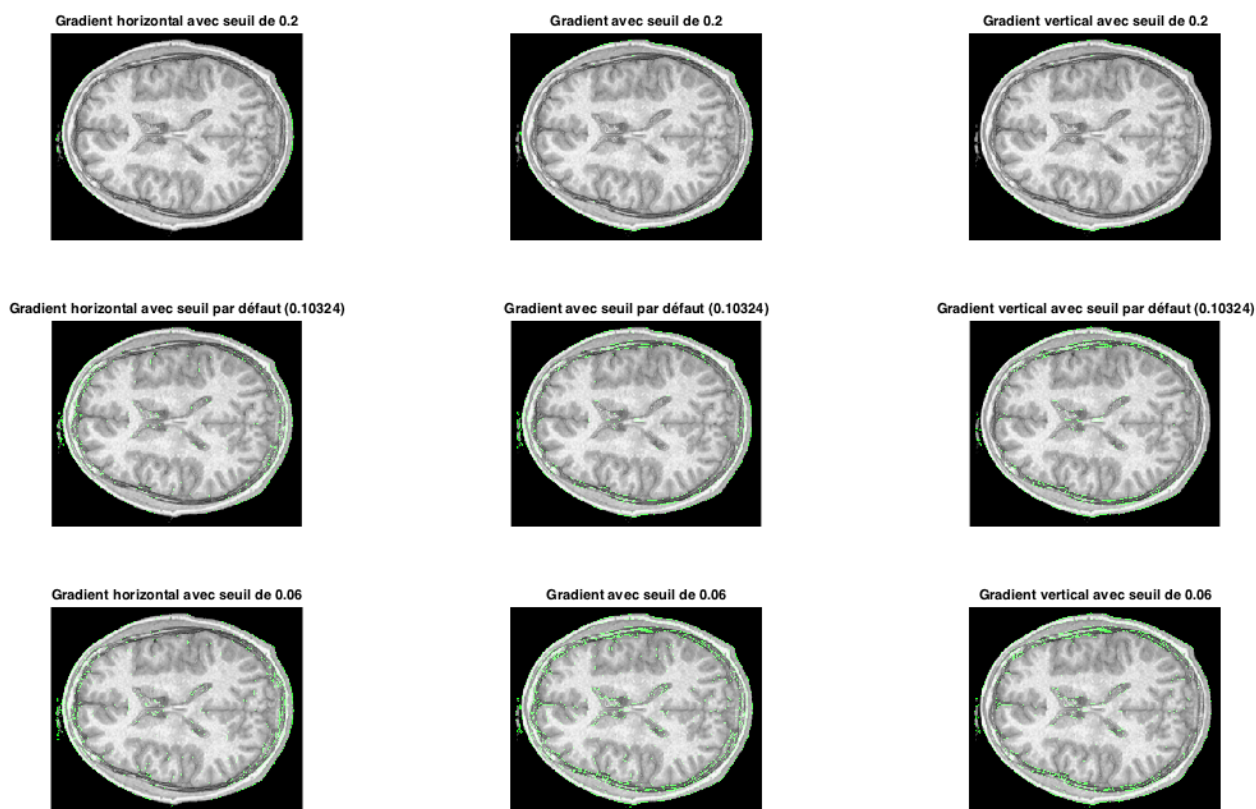 Gradient horizontal avec seuil de 0.2
Gradient avec seuil de 0.2
Gradient vertical avec seuil de 0.2
Gradient horizontal avec seuil par défaut (0.10324)
Gradient avec seuil par défaut (0.10324)
Gradient vertical avec seuil par défaut (0.10324)
Gradient horizontal avec seuil de 0.06
Gradient avec seuil de 0.06
Gradient vertical avec seuil de 0.06